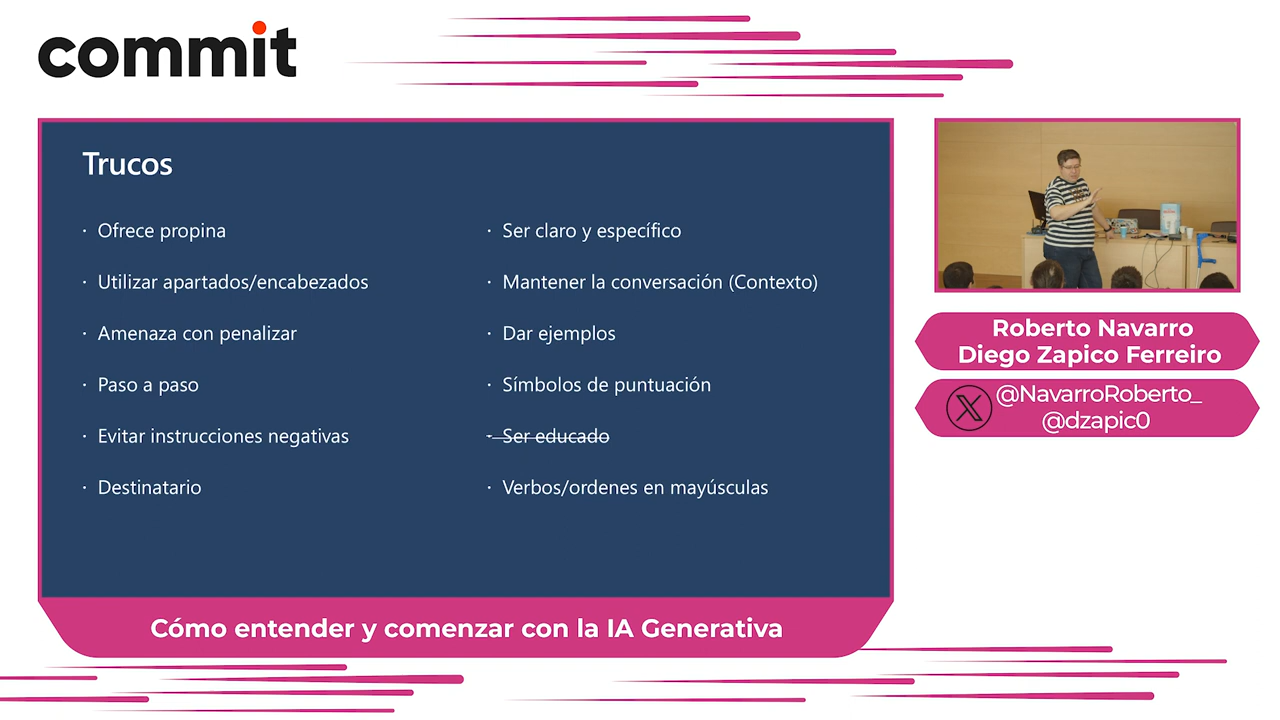 commit
Trucos
· Ofrece propina
· Utilizar apartados/encabezados
· Amenaza con penalizar
· Paso a paso
· Evitar instrucciones negativas
· Destinatario
· Ser claro y específico
· Mantener la conversación (Contexto)
· Dar ejemplos
· Símbolos de puntuación
· Ser educado
· Verbos/ordenes en mayúsculas
Roberto Navarro
Diego Zapico Ferreiro
@NavarroRoberto_
@dzapic0
Cómo entender y comenzar con la IA Generativa